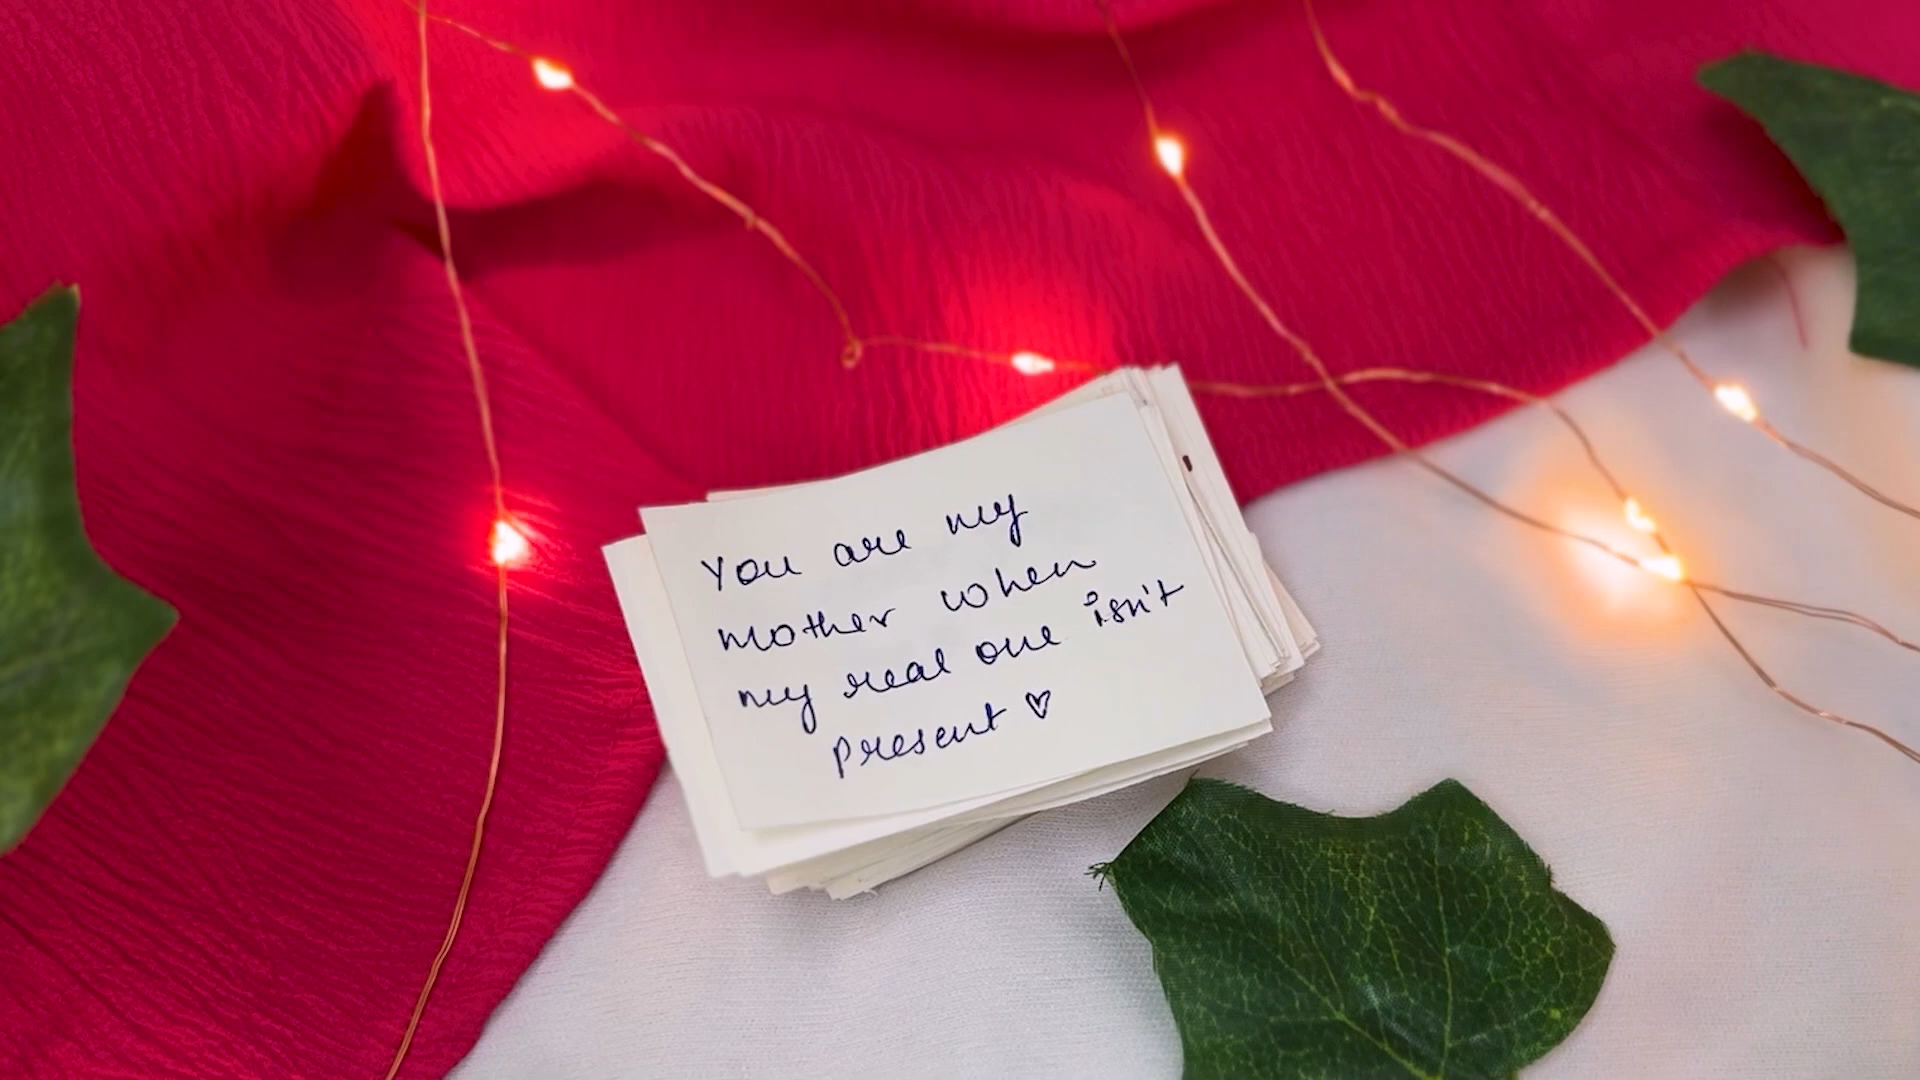 You are my
mother when
my real one isn't
present ♡